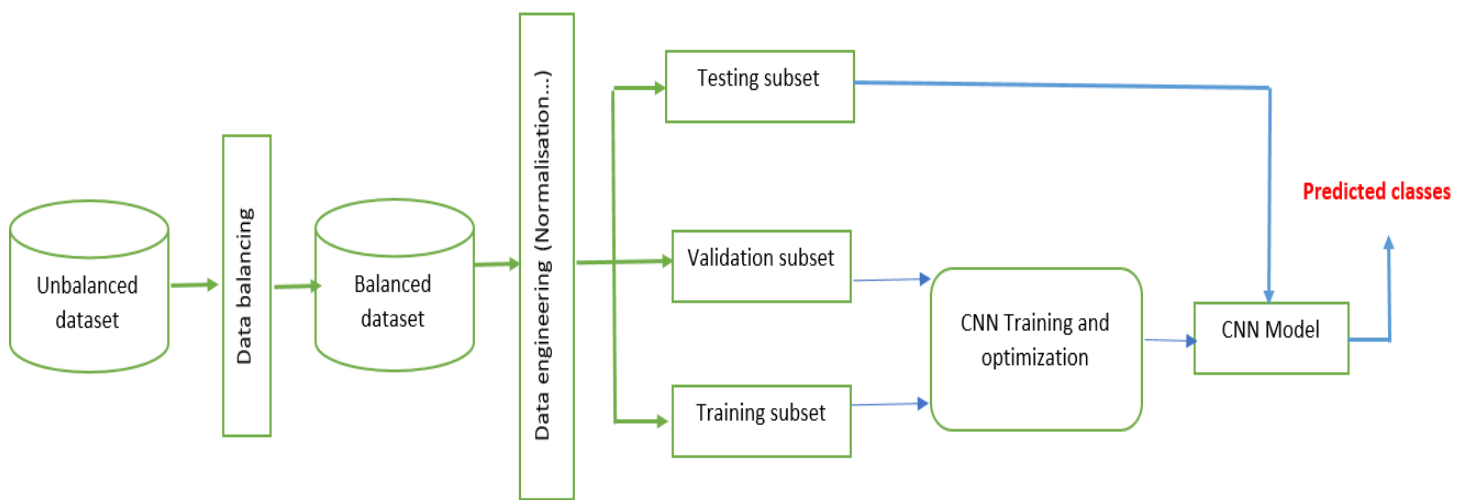 Unbalanced
dataset
Data balancing
Balanced
dataset
Data engineering (Normalisation...)
Testing subset
Validation subset
Training subset
CNN Training and
optimization
CNN Model
Predicted classes